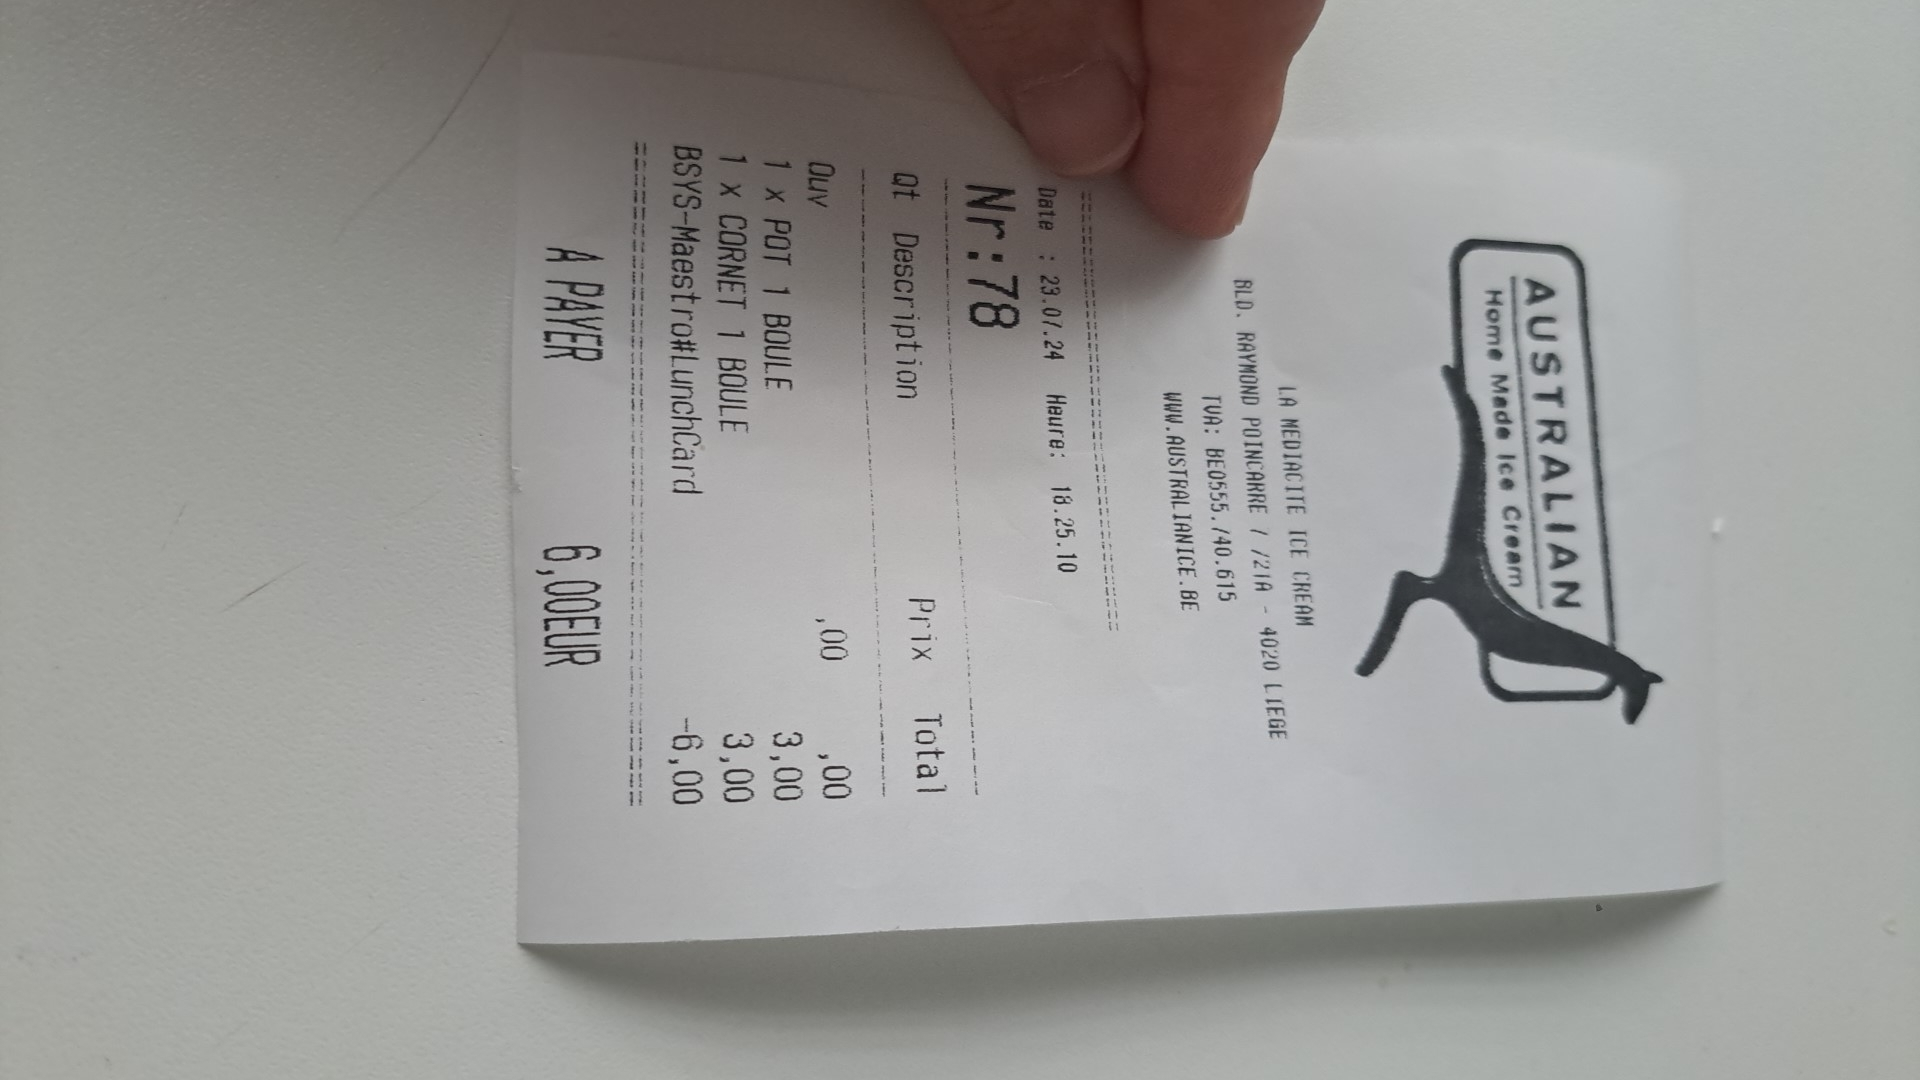 AUSTRALIAN
Home Made Ice Cream
LA MEDIACITE ICE CREAM
BLD. RAYMOND POINCARRE 7 /21A - 4020 LIEGE
TVA: BE0555.740.615
WWW.AUSTRALIANICE.BE
Date : 23.07.24 Heure: 18.25.10
Nr:78
Qt Description Prix Total
Ouv ,00 ,00
1 x POT 1 BOULE 3,00
1 x CORNET 1 BOULE 3,00
BSYS-Maestro#LunchCard -6,00
A PAYER 6,00EUR